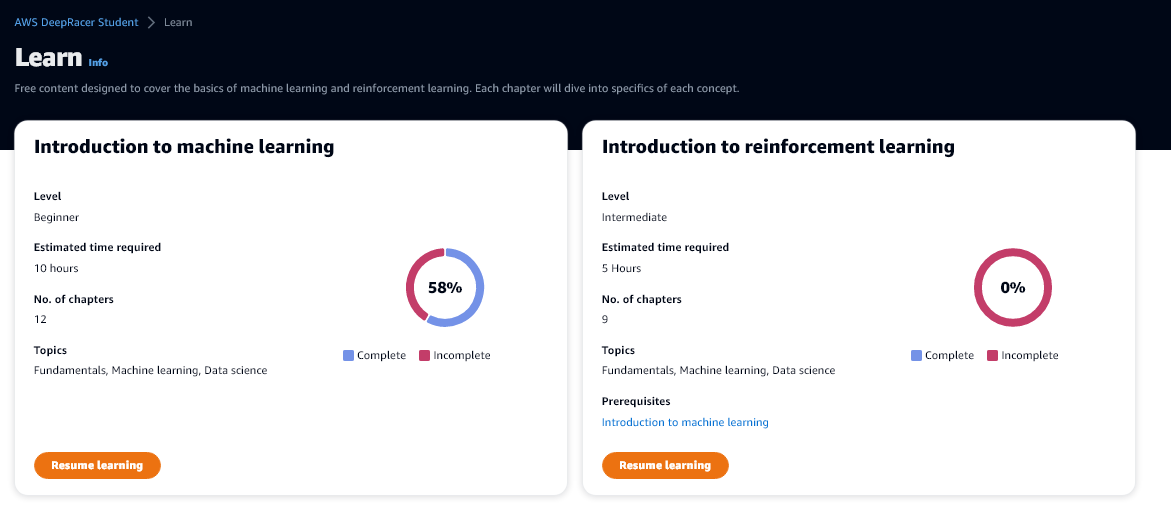 AWS DeepRacer Student > Learn
Learn Info
Free content designed to cover the basics of machine learning and reinforcement learning. Each chapter will dive into specifics of each concept.
Introduction to machine learning
Level
Beginner
Estimated time required
10 hours
No. of chapters
12
Topics
Fundamentals, Machine learning, Data science
58%
Complete Incomplete
Resume learning
Introduction to reinforcement learning
Level
Intermediate
Estimated time required
5 Hours
No. of chapters
9
Topics
Fundamentals, Machine learning, Data science
Prerequisites
Introduction to machine learning
0%
Complete Incomplete
Resume learning